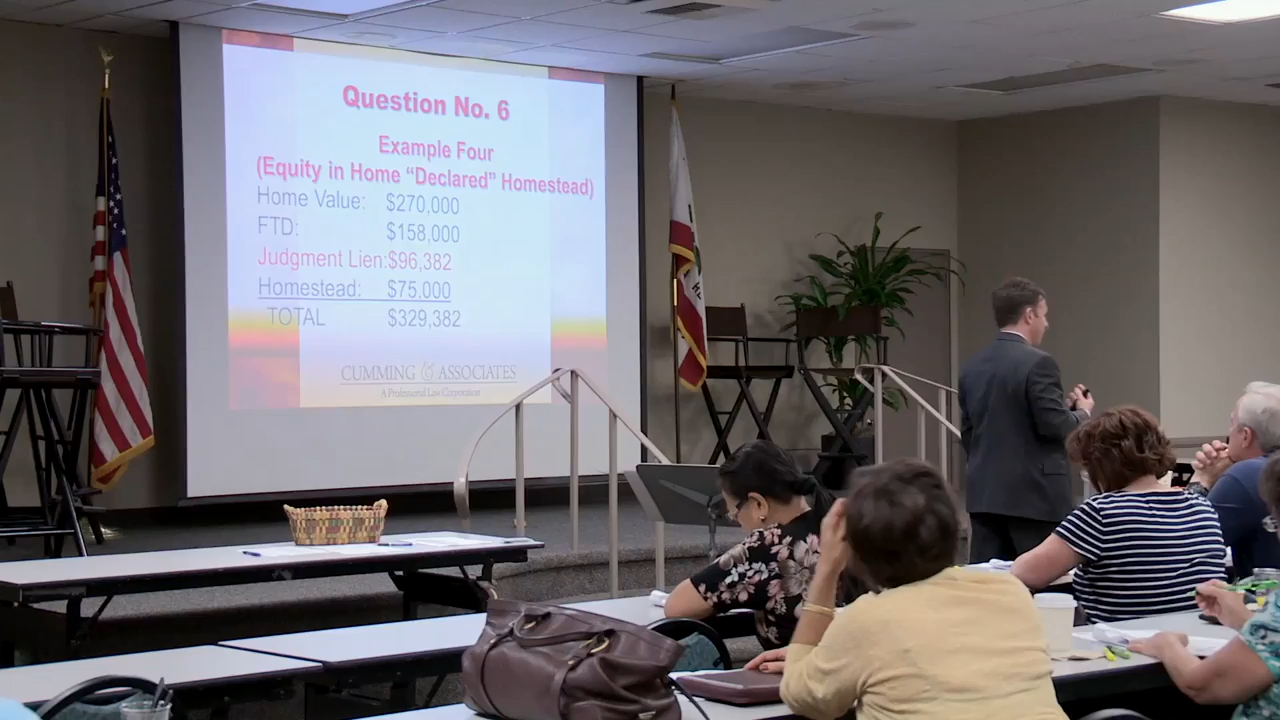 Question No. 6
Example Four
(Equity in Home “Declared” Homestead)
Home Value: $270,000
FTD: $158,000
Judgment Lien:$96,382
Homestead: $75,000
TOTAL $329,382
CUMMING & ASSOCIATES
A Professional Law Corporation